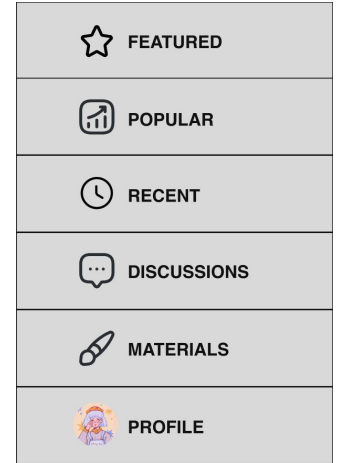 FEATURED
POPULAR
RECENT
DISCUSSIONS
MATERIALS
PROFILE